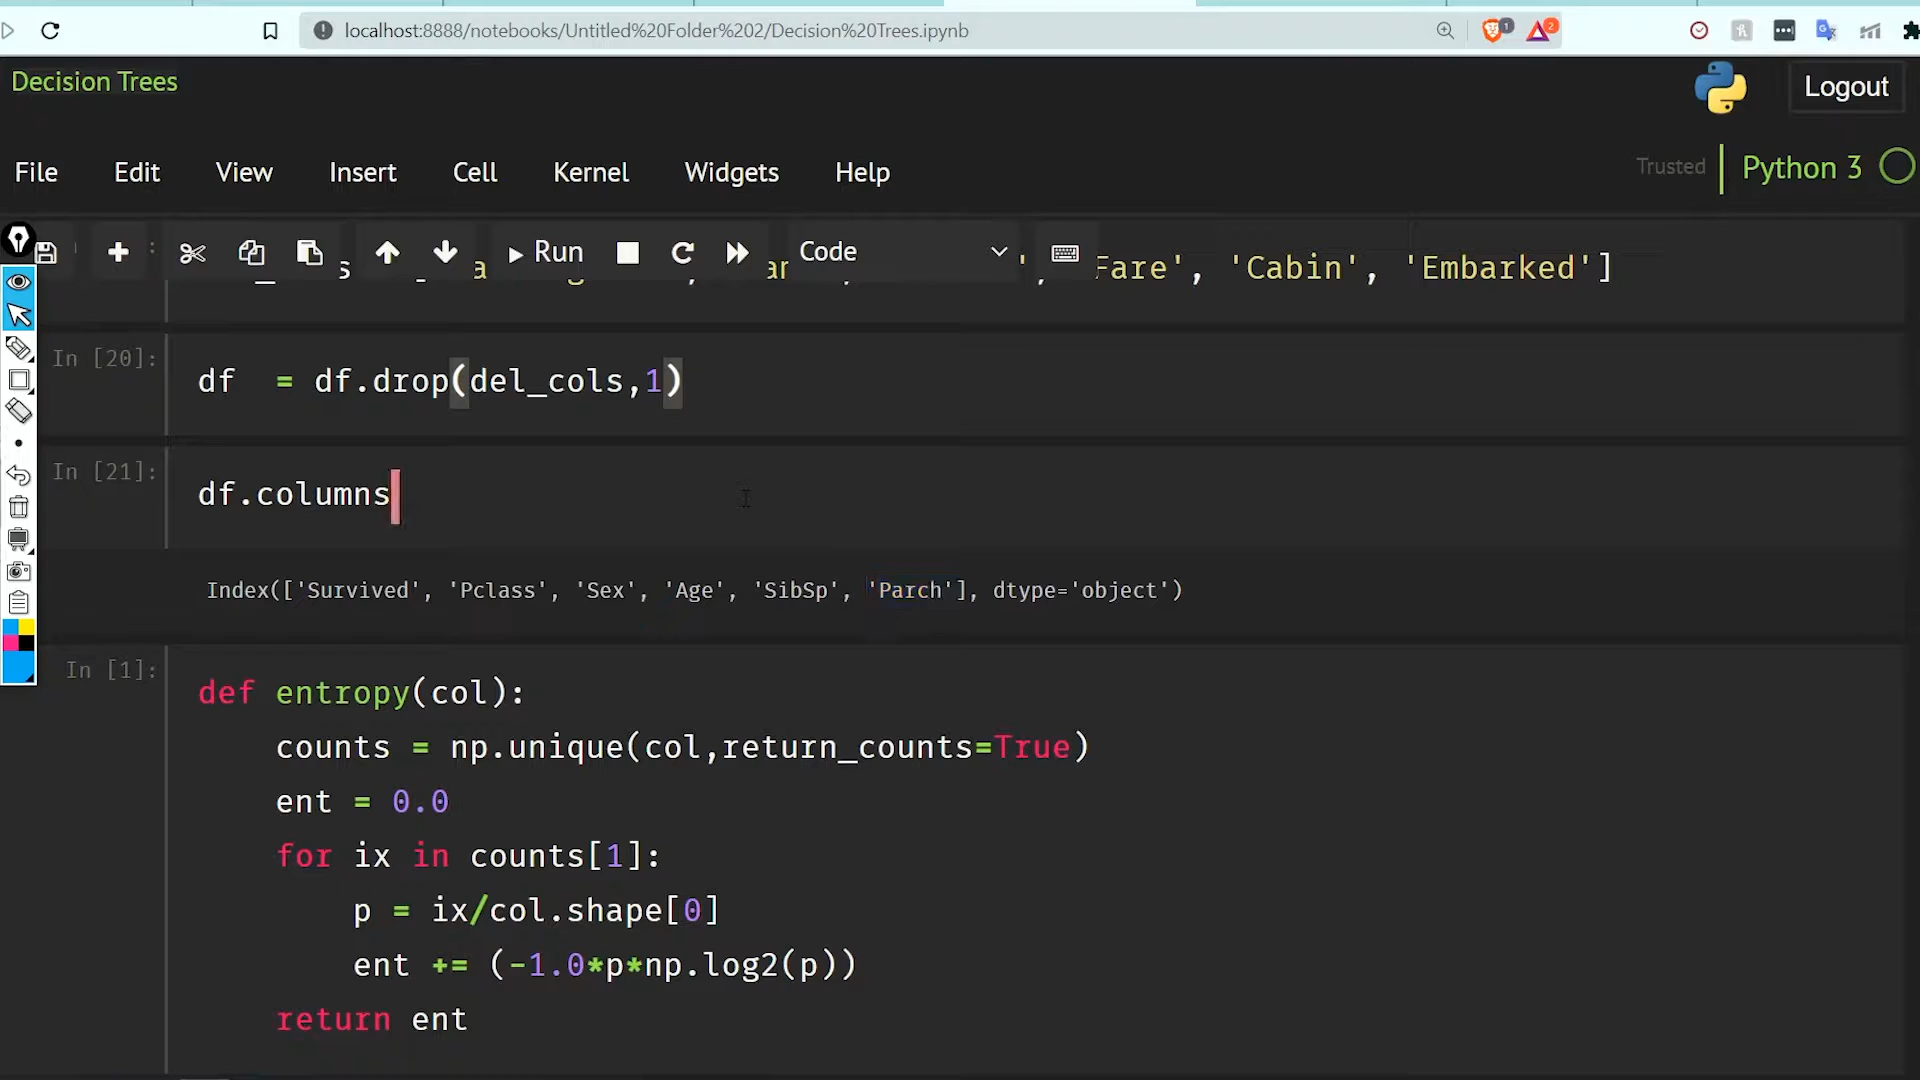 localhost:8888/notebooks/Untitled%20Folder%202/Decision%20Trees.ipynb
1
2
Decision Trees
Logout
File Edit View Insert Cell Kernel Widgets Help
Trusted Python 3
Run Code
Fare', 'Cabin', 'Embarked']
In [20]: df = df.drop(del_cols,1)
In [21]: df.columns
Index(['Survived', 'Pclass', 'Sex', 'Age', 'SibSp', 'Parch'], dtype='object')
In [1]: def entropy(col):
counts = np.unique(col,return_counts=True)
ent = 0.0
for ix in counts[1]:
p = ix/col.shape[0]
ent += (-1.0*p*np.log2(p))
return ent